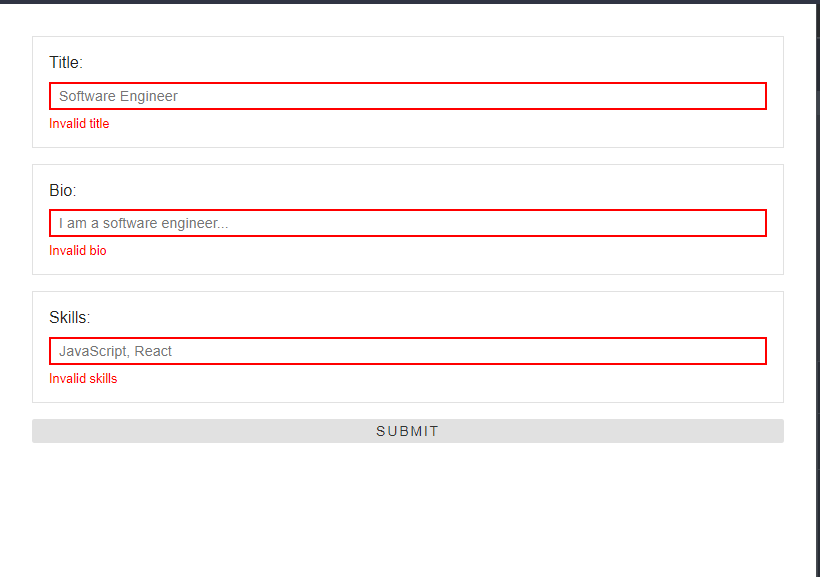 Title:
Software Engineer
Invalid title
Bio:
I am a software engineer...
Invalid bio
Skills:
JavaScript, React
Invalid skills
SUBMIT